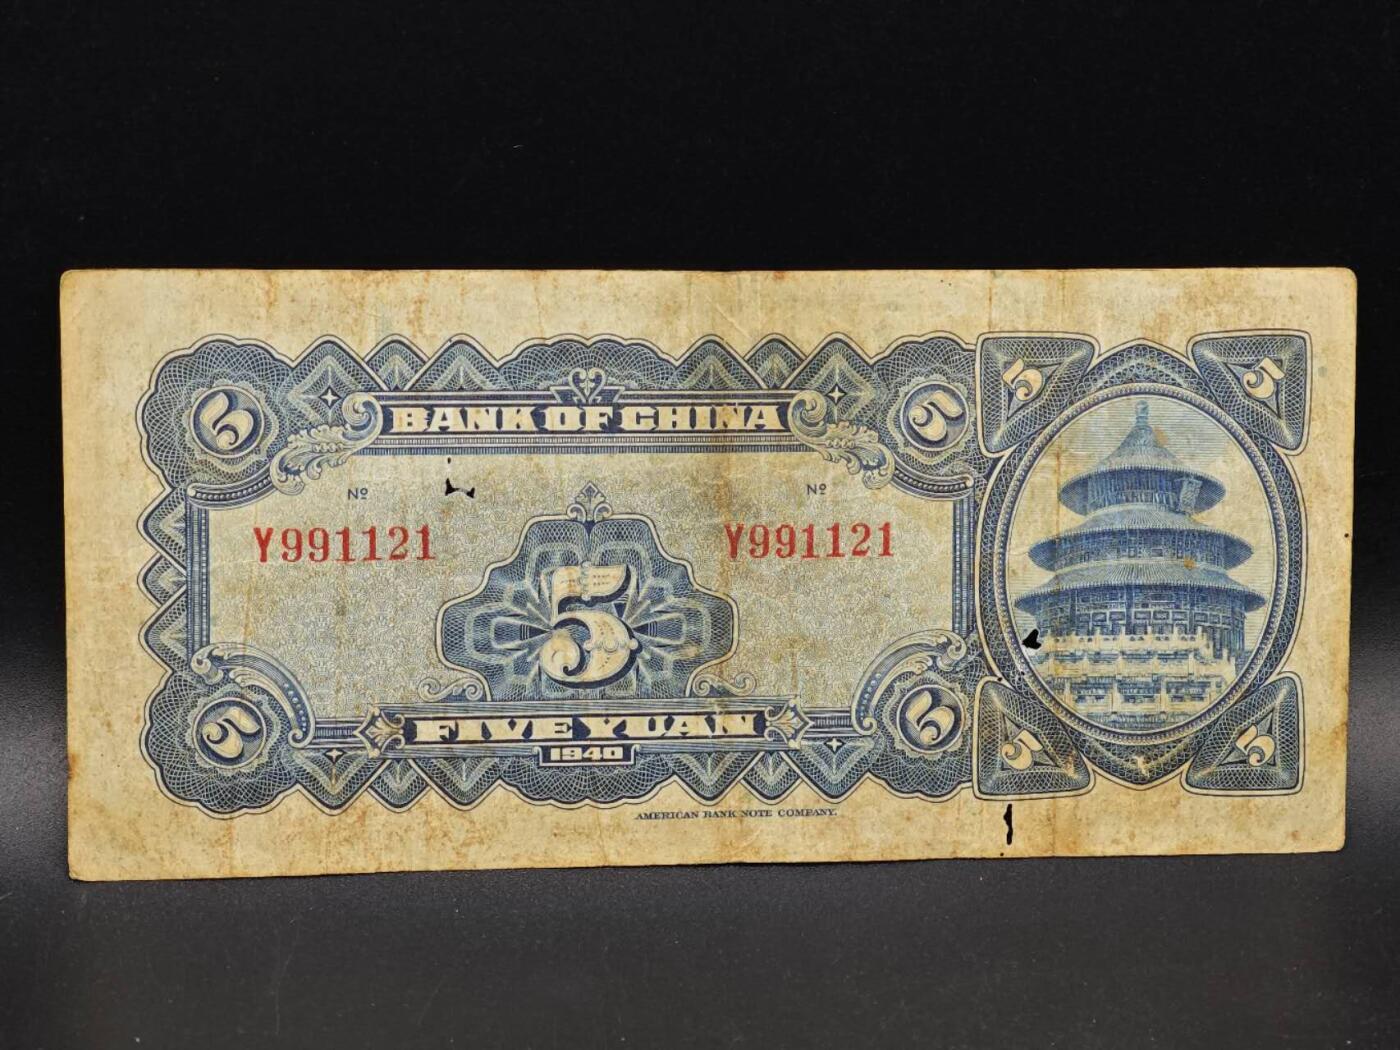 5 BANK OF CHINA 5 5 5
Nº Nº
Y991121 Y991121
5
5 FIVE YUAN 5 5 5
1940
AMERICAN BANK NOTE COMPANY.